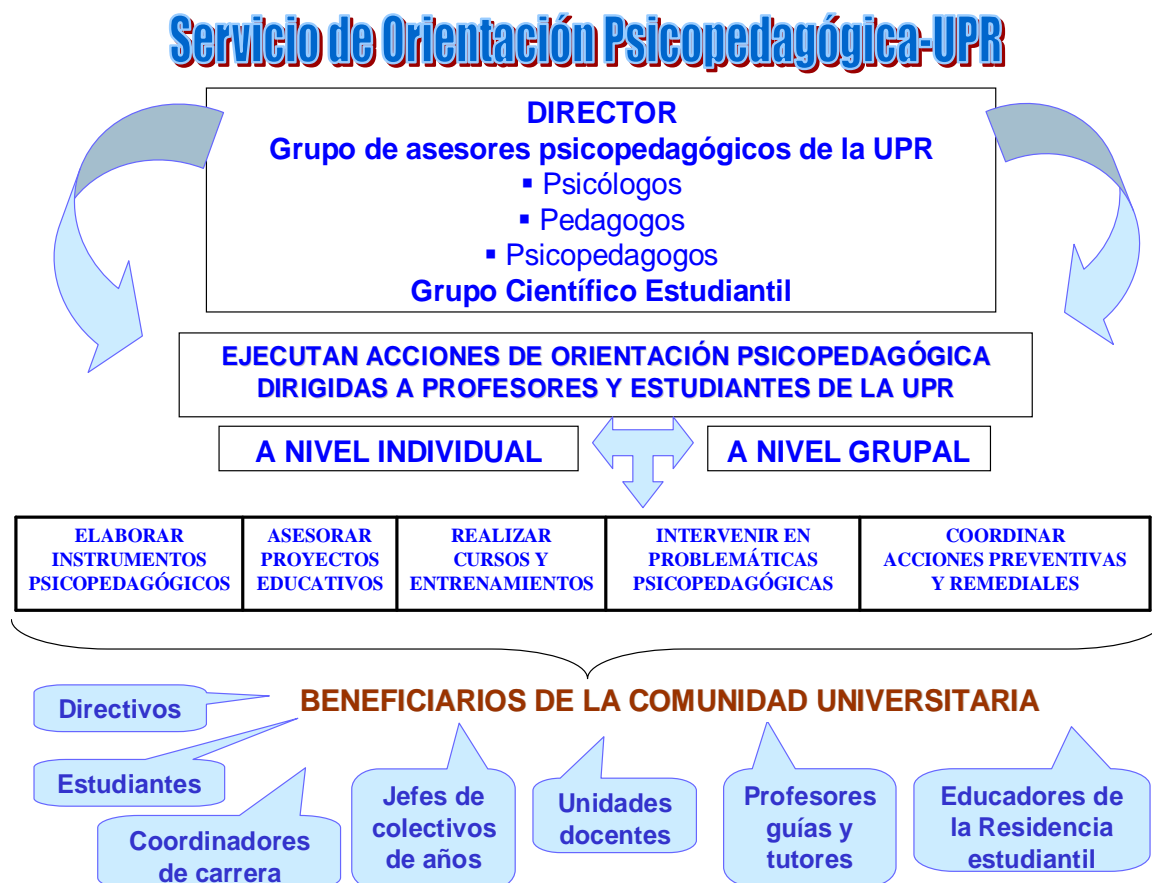 Servicio de Orientación Psicopedagógica-UPR
DIRECTOR
Grupo de asesores psicopedagógicos de la UPR
▪ Psicólogos
▪ Pedagogos
▪ Psicopedagogos
Grupo Científico Estudiantil
EJECUTAN ACCIONES DE ORIENTACIÓN PSICOPEDAGÓGICA
DIRIGIDAS A PROFESORES Y ESTUDIANTES DE LA UPR
A NIVEL INDIVIDUAL
A NIVEL GRUPAL
ELABORAR
INSTRUMENTOS
PSICOPEDAGÓGICOS
ASESORAR
PROYECTOS
EDUCATIVOS
REALIZAR
CURSOS Y
ENTRENAMIENTOS
INTERVENIR EN
PROBLEMÁTICAS
PSICOPEDAGÓGICAS
COORDINAR
ACCIONES PREVENTIVAS
Y REMEDIALES
BENEFICIARIOS DE LA COMUNIDAD UNIVERSITARIA
Directivos
Estudiantes
Coordinadores
de carrera
Jefes de
colectivos
de años
Unidades
docentes
Profesores
guías y
tutores
Educadores de
la Residencia
estudiantil